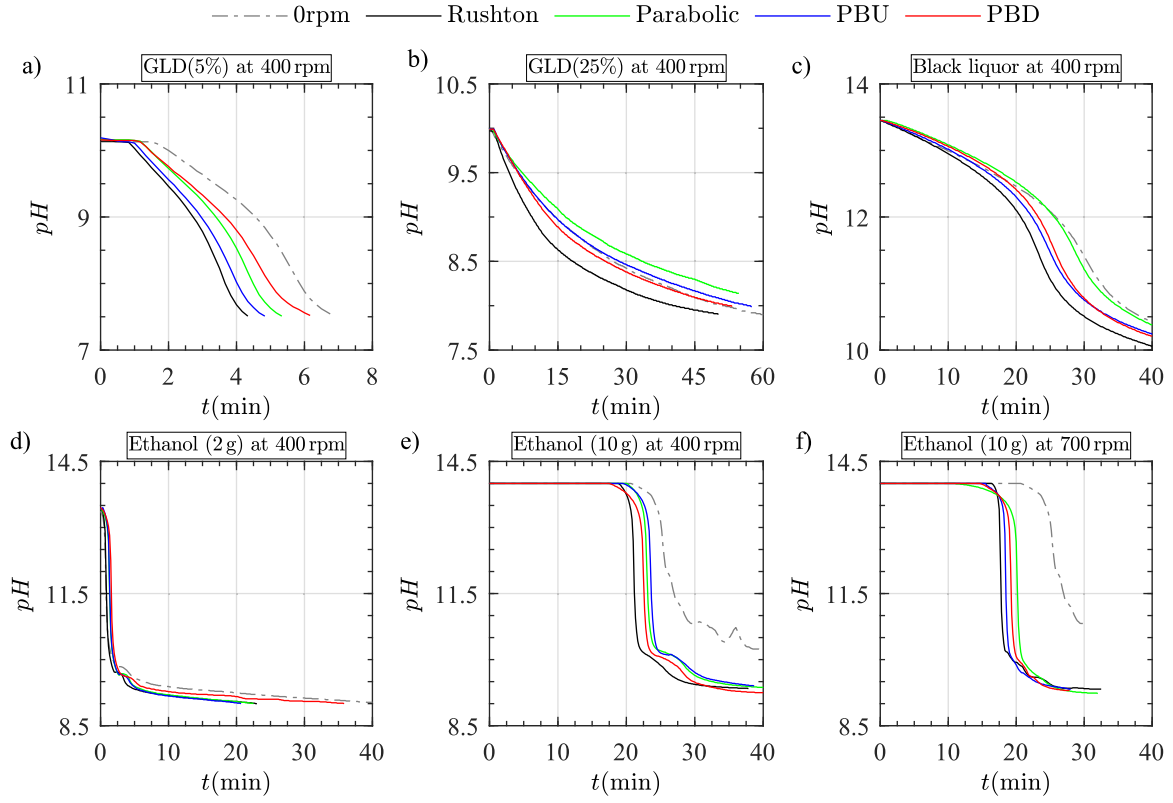 0rpm Rushton Parabolic PBU PBD
a) GLD(5%) at 400 rpm
11
9
7
pH
0 2 4 6 8
t(min)
b) GLD(25%) at 400 rpm
10.5
9.5
8.5
7.5
pH
0 15 30 45 60
t(min)
c) Black liquor at 400 rpm
14
12
10
pH
0 10 20 30 40
t(min)
d) Ethanol (2 g) at 400 rpm
14.5
11.5
8.5
pH
0 10 20 30 40
t(min)
e) Ethanol (10 g) at 400 rpm
14.5
11.5
8.5
pH
0 10 20 30 40
t(min)
f) Ethanol (10 g) at 700 rpm
14.5
11.5
8.5
pH
0 10 20 30 40
t(min)